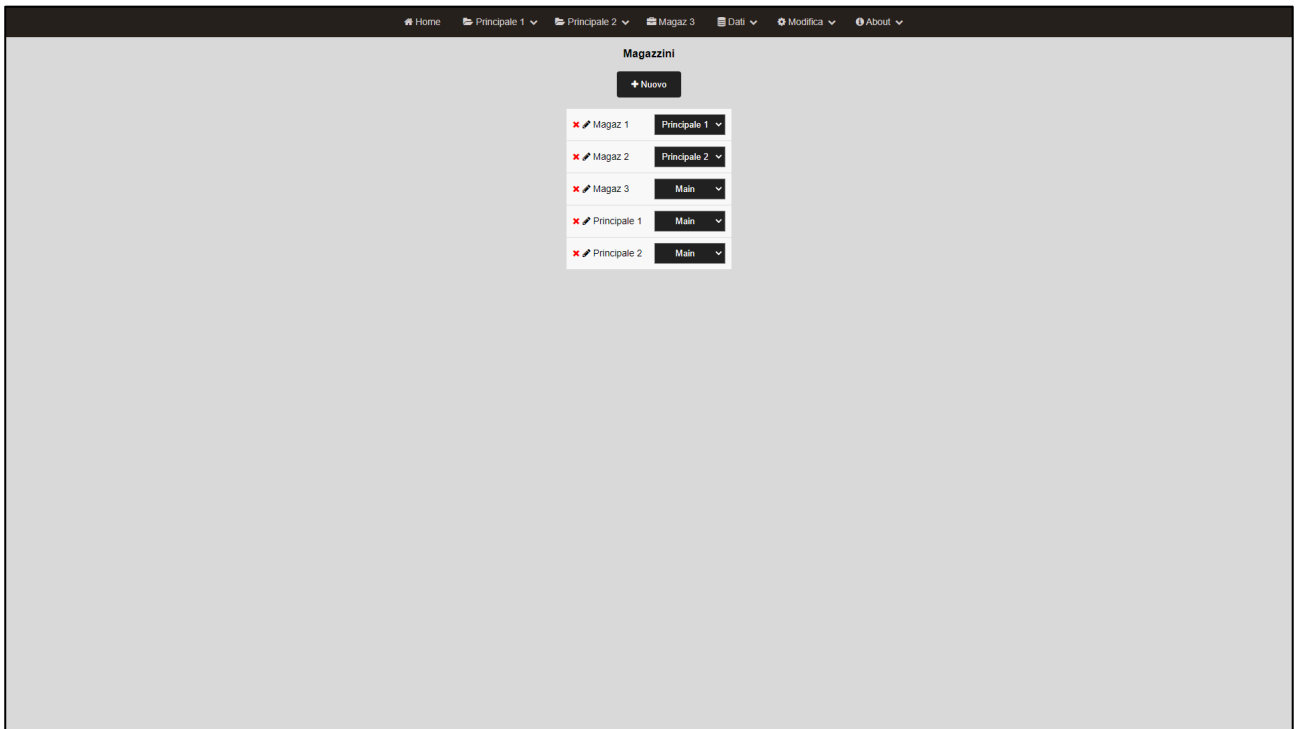 Home Principale 1 Principale 2 Magaz 3 Dati Modifica About
Magazzini
Nuovo
Magaz 1 Principale 1
Magaz 2 Principale 2
Magaz 3 Main
Principale 1 Main
Principale 2 Main